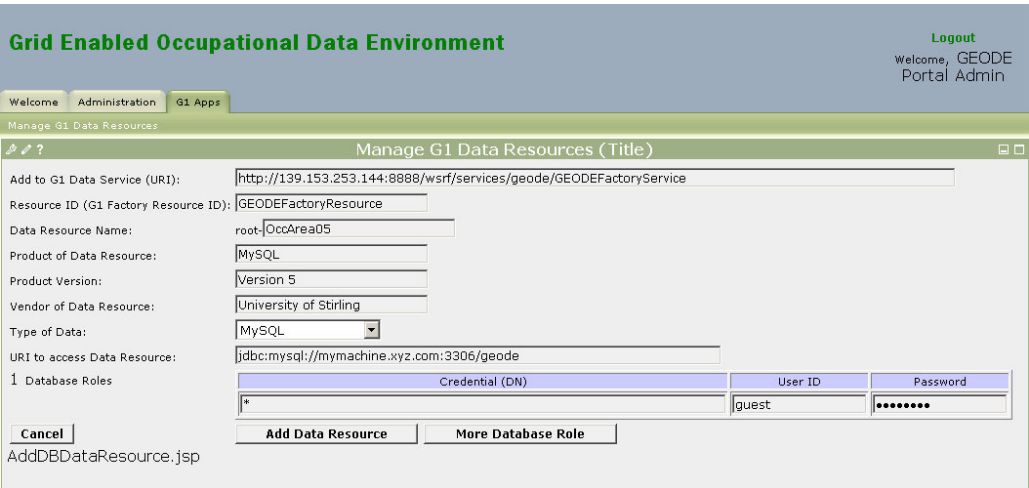 Grid Enabled Occupational Data Environment
Logout
Welcome, GEODE
Portal Admin
Welcome Administration G1 Apps
Manage G1 Data Resources
? Manage G1 Data Resources (Title)
Add to G1 Data Service (URI): http://139.153.253.144:8888/wsrf/services/geode/GEODEFactoryService
Resource ID (G1 Factory Resource ID): GEODEFactoryResource
Data Resource Name: root-OccArea05
Product of Data Resource: MySQL
Product Version: Version 5
Vendor of Data Resource: University of Stirling
Type of Data: MySQL
URI to access Data Resource: jdbc:mysql://mymachine.xyz.com:3306/geode
1 Database Roles Credential (DN) User ID Password
* guest ••••••••
Cancel Add Data Resource More Database Role
AddDBDataResource.jsp